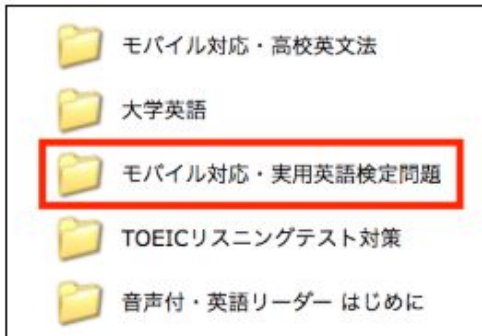 モバイル対応・高校英文法
大学英語
モバイル対応・実用英語検定問題
TOEICリスニングテスト対策
音声付・英語リーダー はじめに